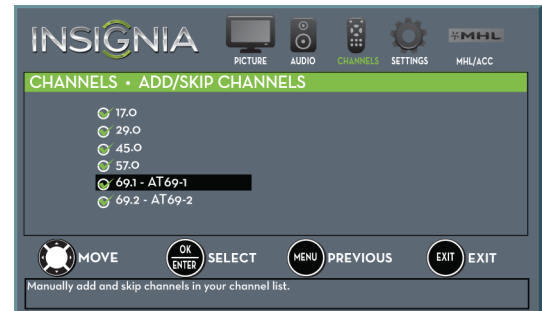 INSIGNIA
PICTURE AUDIO CHANNELS SETTINGS MHL MHL/ACC
CHANNELS • ADD/SKIP CHANNELS
17.0
29.0
45.0
57.0
69.1 - AT69-1
69.2 - AT69-2
MOVE OK ENTER SELECT MENU PREVIOUS EXIT EXIT
Manually add and skip channels in your channel list.